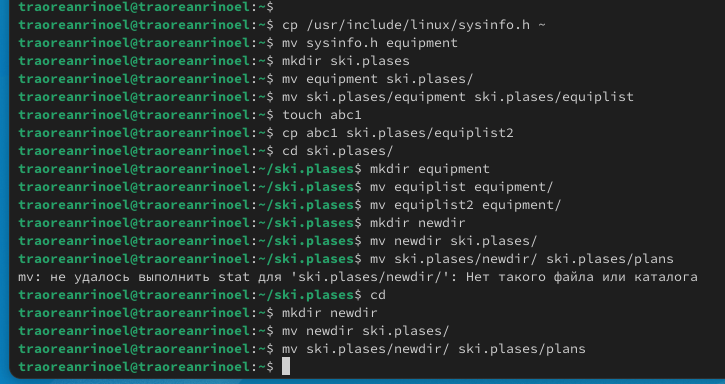 traoreanrinoel@traoreanrinoel:~$
traoreanrinoel@traoreanrinoel:~$ cp /usr/include/linux/sysinfo.h ~
traoreanrinoel@traoreanrinoel:~$ mv sysinfo.h equipment
traoreanrinoel@traoreanrinoel:~$ mkdir ski.plases
traoreanrinoel@traoreanrinoel:~$ mv equipment ski.plases/
traoreanrinoel@traoreanrinoel:~$ mv ski.plases/equipment ski.plases/equiplist
traoreanrinoel@traoreanrinoel:~$ touch abc1
traoreanrinoel@traoreanrinoel:~$ cp abc1 ski.plases/equiplist2
traoreanrinoel@traoreanrinoel:~$ cd ski.plases/
traoreanrinoel@traoreanrinoel:~/ski.plases$ mkdir equipment
traoreanrinoel@traoreanrinoel:~/ski.plases$ mv equiplist equipment/
traoreanrinoel@traoreanrinoel:~/ski.plases$ mv equiplist2 equipment/
traoreanrinoel@traoreanrinoel:~/ski.plases$ mkdir newdir
traoreanrinoel@traoreanrinoel:~/ski.plases$ mv newdir ski.plases/
traoreanrinoel@traoreanrinoel:~/ski.plases$ mv ski.plases/newdir/ ski.plases/plans
mv: не удалось выполнить stat для 'ski.plases/newdir/': Нет такого файла или каталога
traoreanrinoel@traoreanrinoel:~/ski.plases$ cd
traoreanrinoel@traoreanrinoel:~$ mkdir newdir
traoreanrinoel@traoreanrinoel:~$ mv newdir ski.plases/
traoreanrinoel@traoreanrinoel:~$ mv ski.plases/newdir/ ski.plases/plans
traoreanrinoel@traoreanrinoel:~$